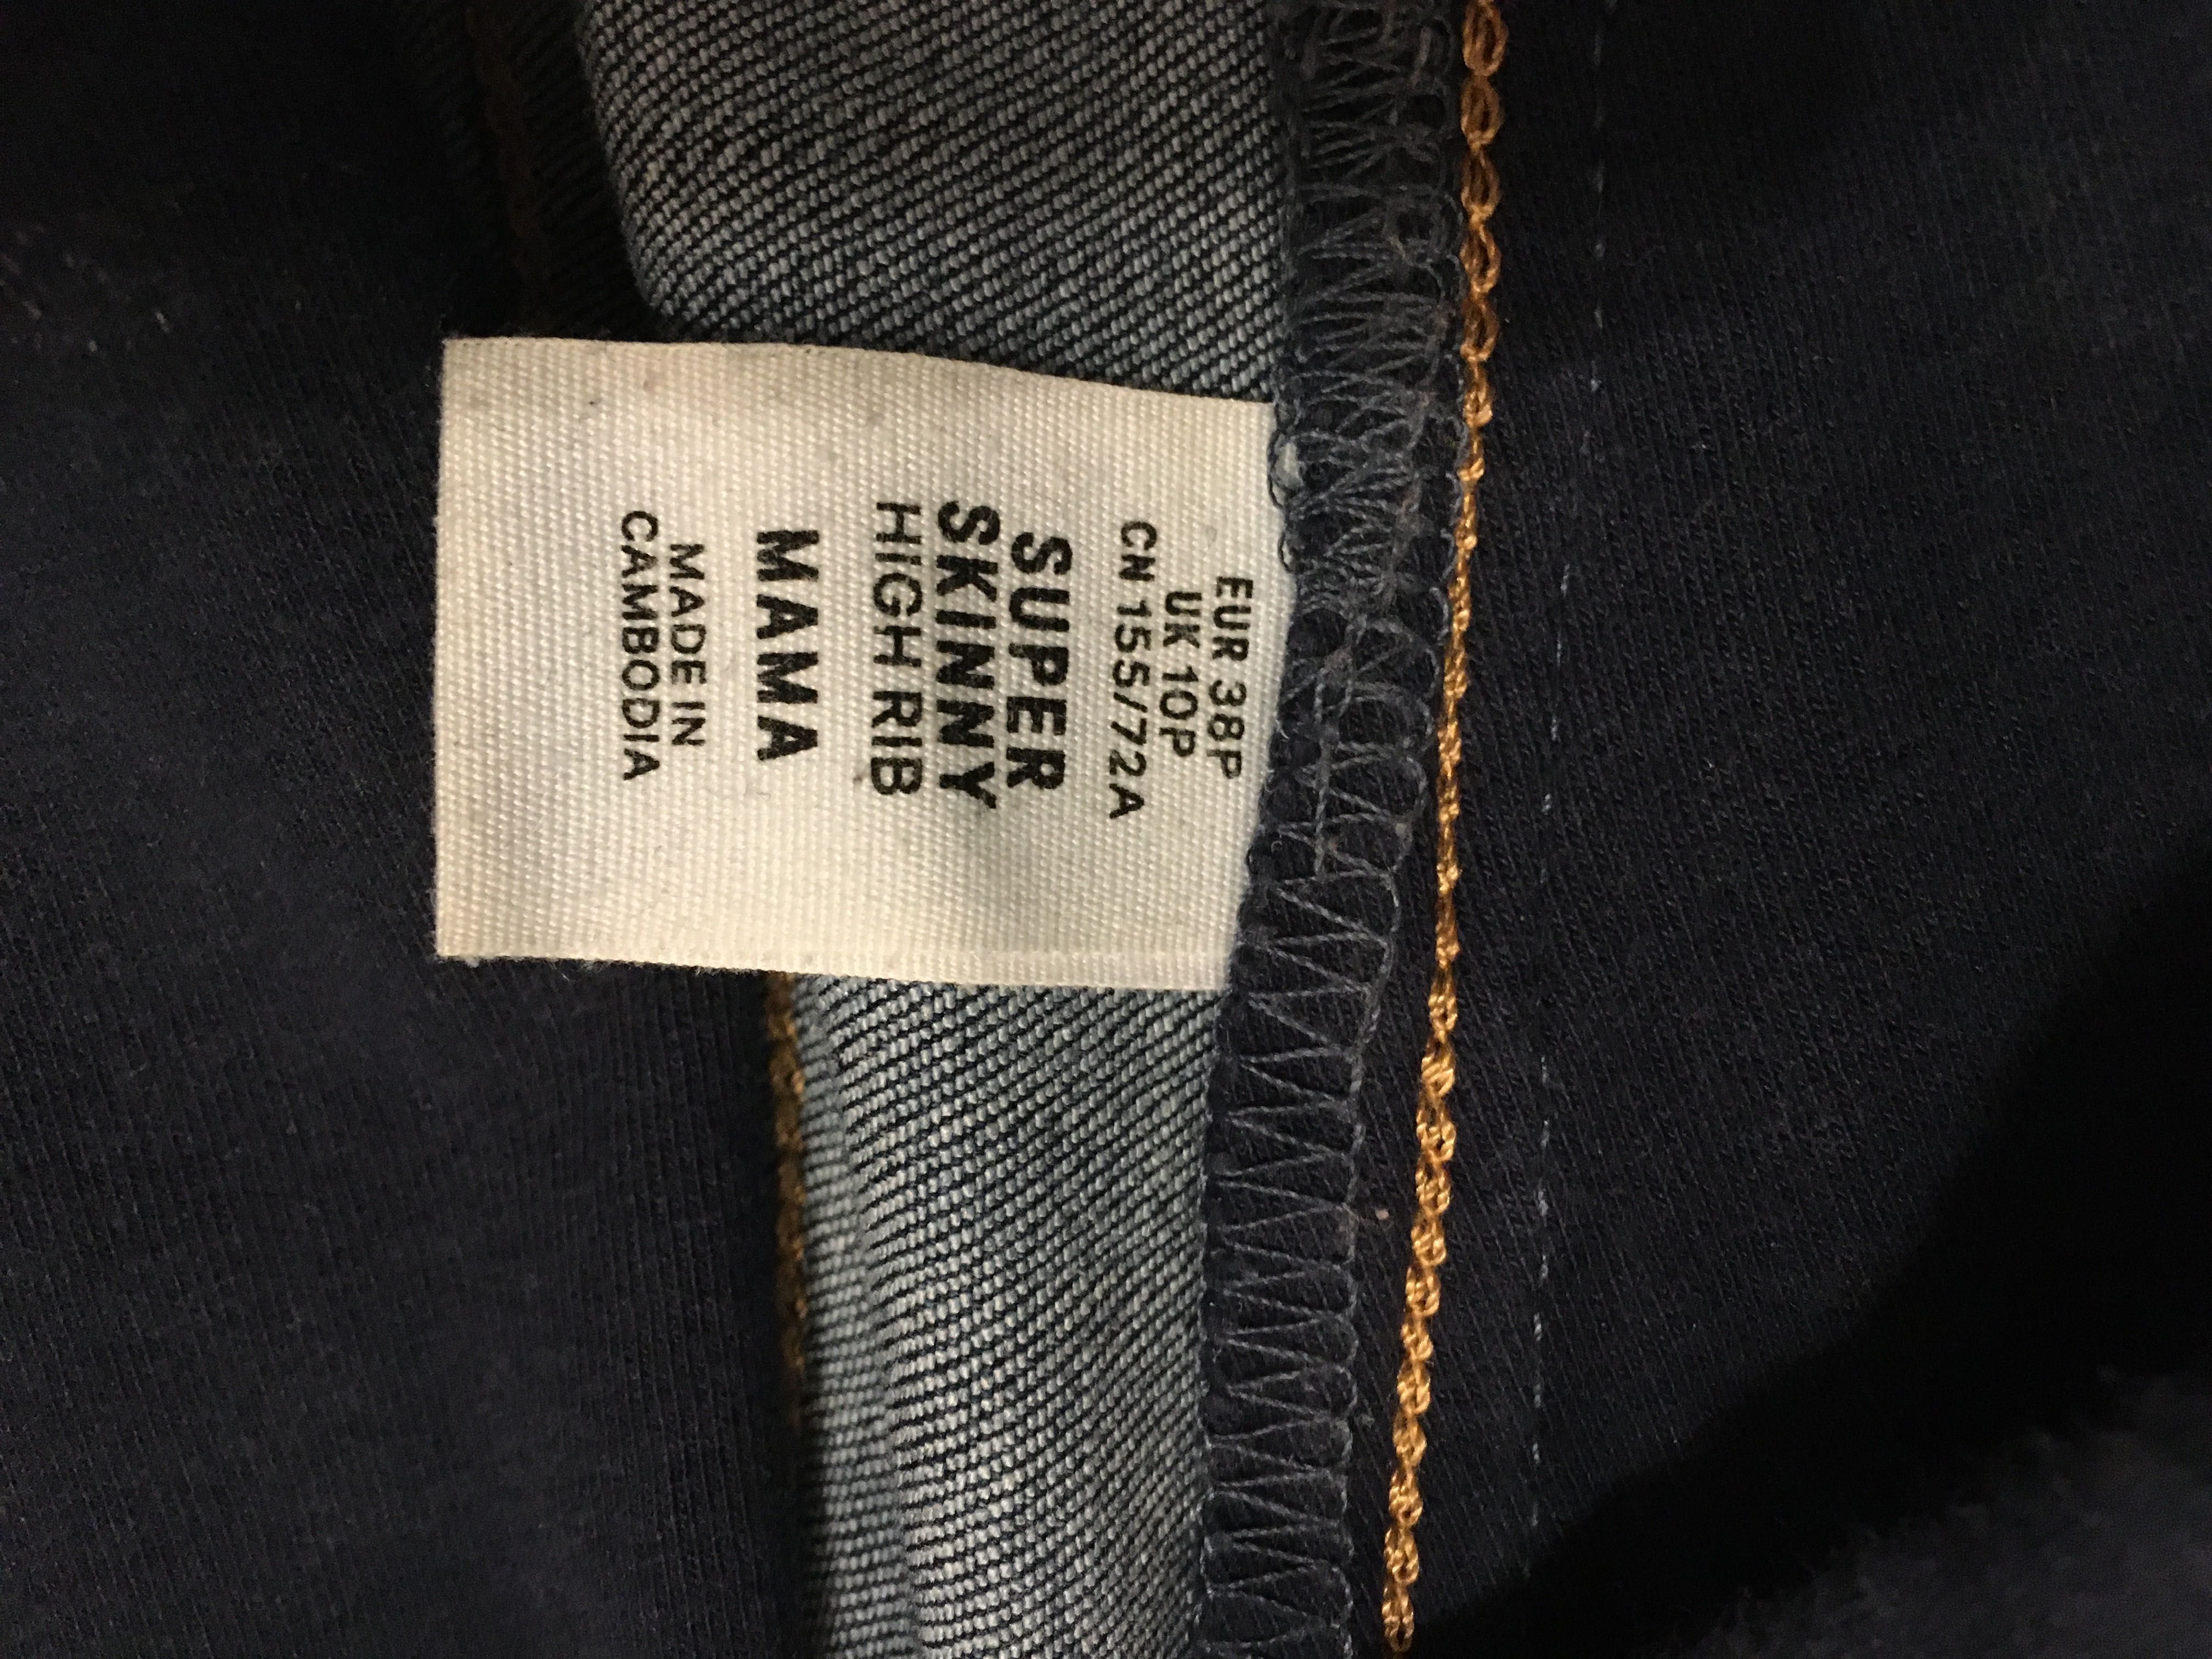 EUR 38P
UK 10P
CN 155/72A
SUPER
SKINNY
HIGH RIB
MAMA
MADE IN
CAMBODIA